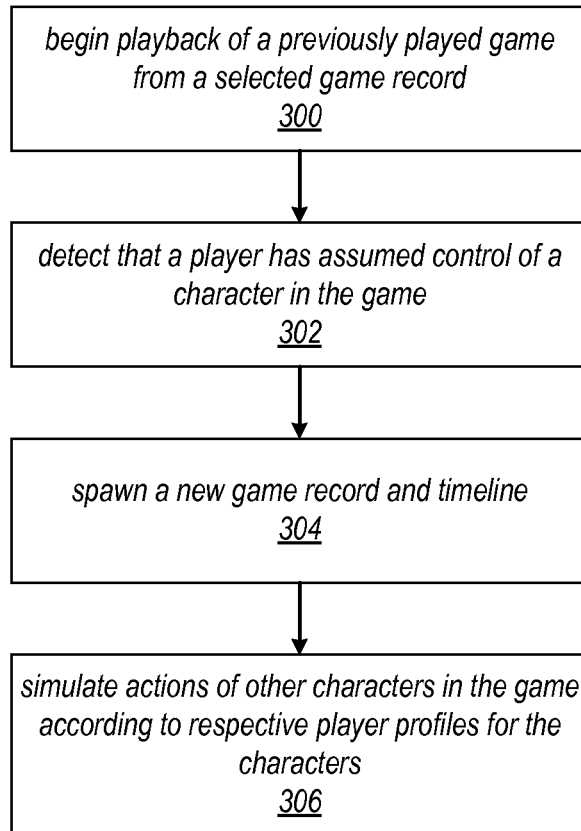 begin playback of a previously played game
from a selected game record
300
detect that a player has assumed control of a
character in the game
302
spawn a new game record and timeline
304
simulate actions of other characters in the game
according to respective player profiles for the
characters
306